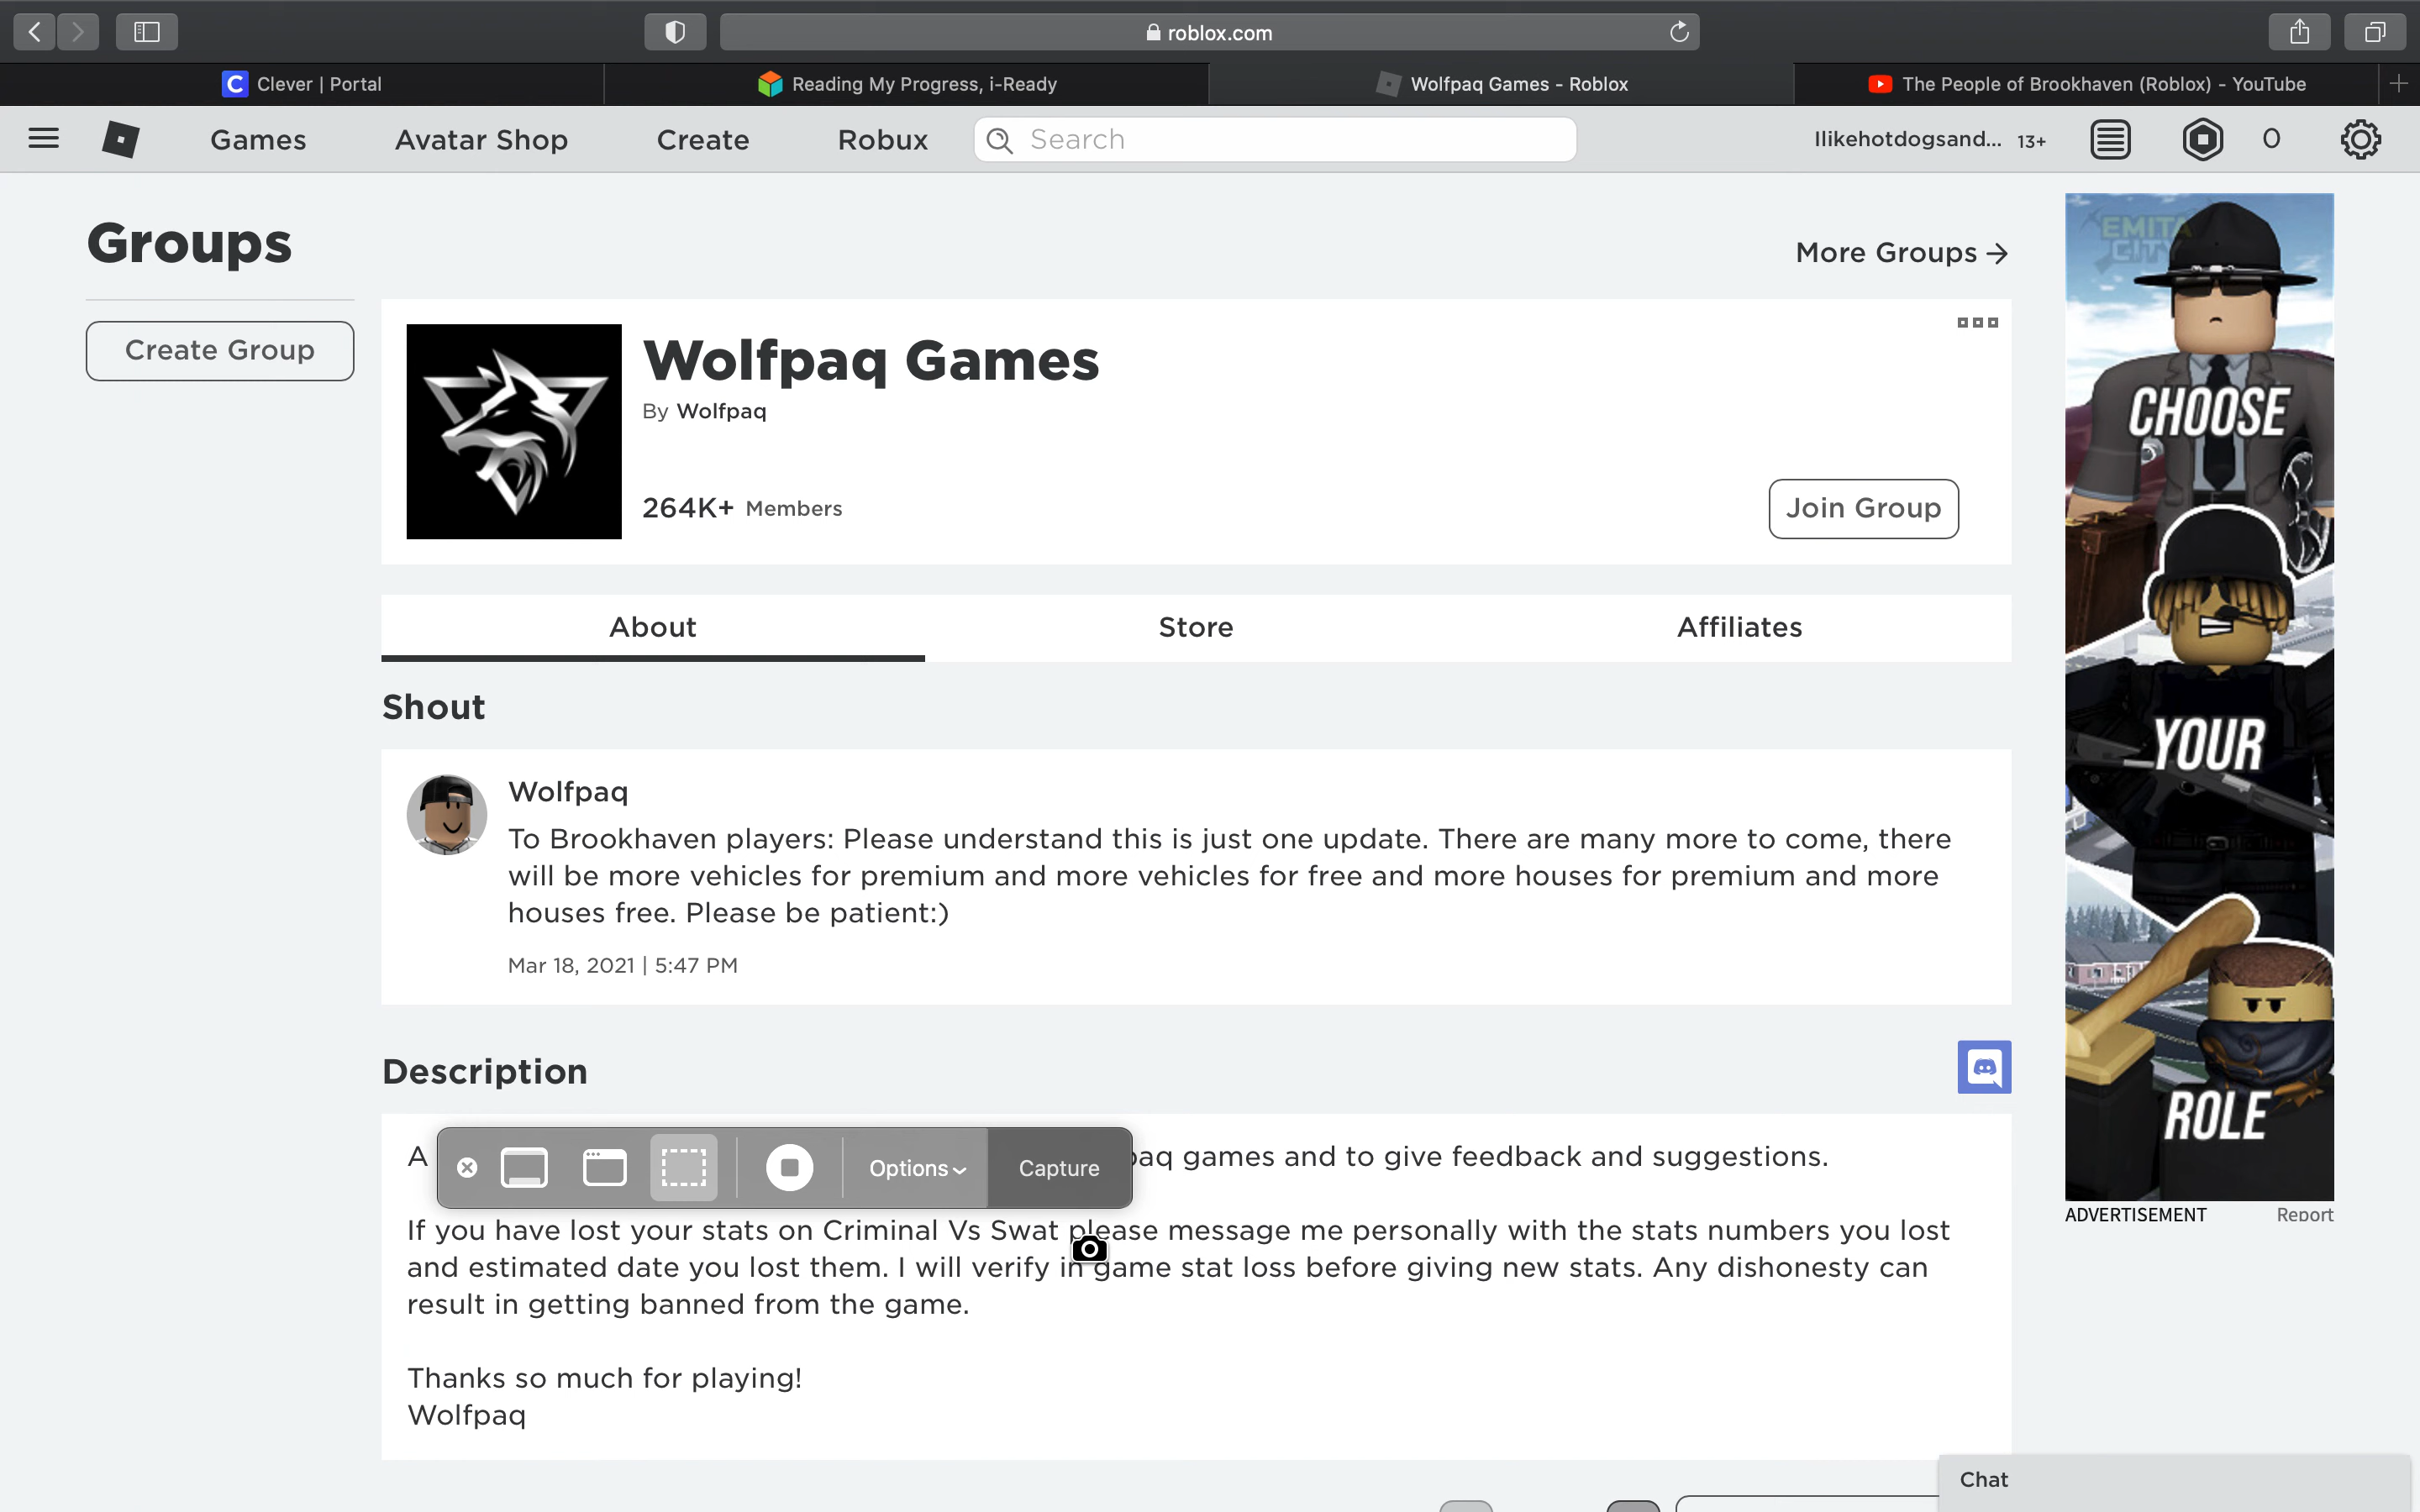 roblox.com
Clever | Portal
Reading My Progress, i-Ready
Wolfpaq Games - Roblox
The People of Brookhaven (Roblox) - YouTube
Games
Avatar Shop
Create
Robux
Search
Ilikehotdogsand... 13+
0
Groups
More Groups →
Create Group
Wolfpaq Games
By Wolfpaq
264K+ Members
Join Group
About
Store
Affiliates
Shout
Wolfpaq
To Brookhaven players: Please understand this is just one update. There are many more to come, there
will be more vehicles for premium and more vehicles for free and more houses for premium and more
houses free. Please be patient:)
Mar 18, 2021 | 5:47 PM
Description
A
Options
Capture
paq games and to give feedback and suggestions.
If you have lost your stats on Criminal Vs Swat please message me personally with the stats numbers you lost
and estimated date you lost them. I will verify in game stat loss before giving new stats. Any dishonesty can
result in getting banned from the game.
Thanks so much for playing!
Wolfpaq
EMITA
CITY
CHOOSE
YOUR
ROLE
ADVERTISEMENT
Report
Chat